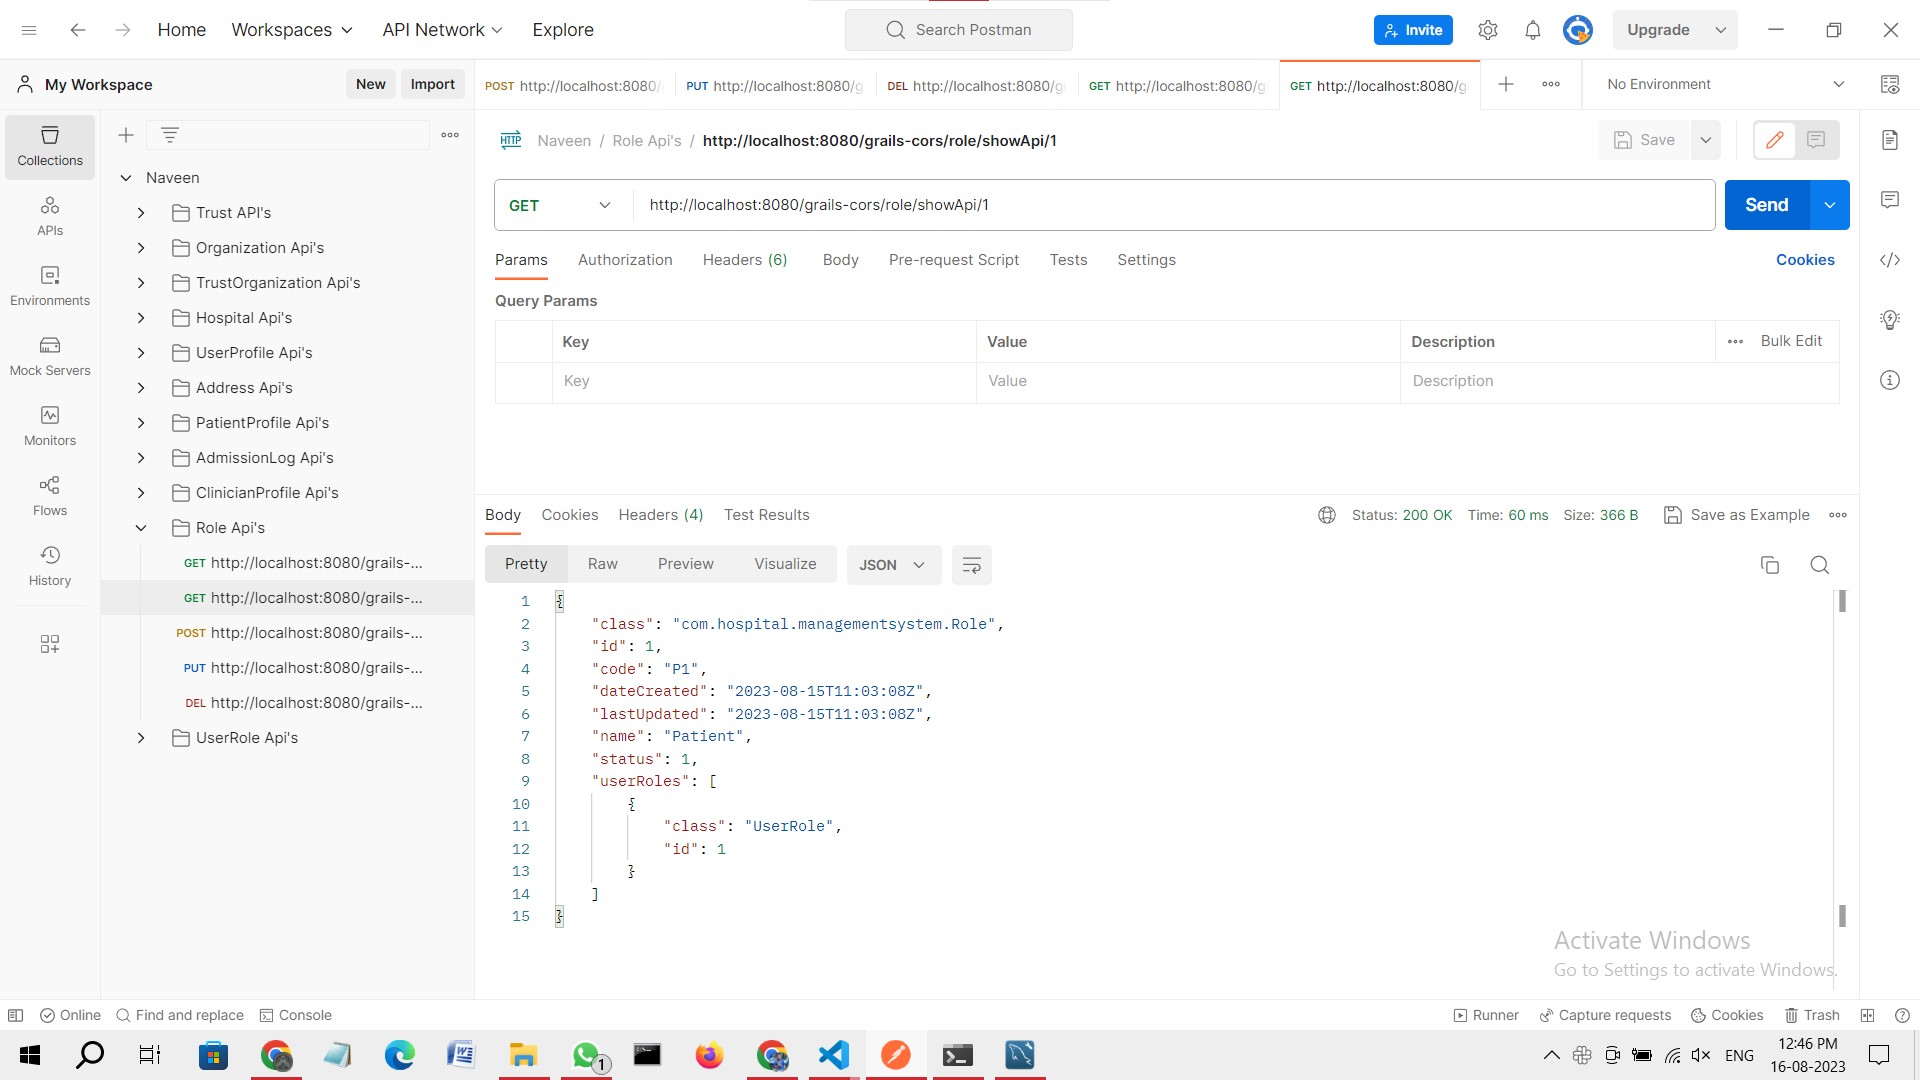 Home Workspaces API Network Explore Search Postman Invite Upgrade
My Workspace New Import
POST http://localhost:8080/ PUT http://localhost:8080/g DEL http://localhost:8080/g GET http://localhost:8080/g GET http://localhost:8080/g No Environment
Naveen / Role Api's / http://localhost:8080/grails-cors/role/showApi/1 Save
GET http://localhost:8080/grails-cors/role/showApi/1 Send
Params Authorization Headers (6) Body Pre-request Script Tests Settings Cookies
Query Params
Key Value Description Bulk Edit
Key Value Description
Collections
APIs
Environments
Mock Servers
Monitors
Flows
History
Naveen
Trust API's
Organization Api's
TrustOrganization Api's
Hospital Api's
UserProfile Api's
Address Api's
PatientProfile Api's
AdmissionLog Api's
ClinicianProfile Api's
Role Api's
GET http://localhost:8080/grails-...
GET http://localhost:8080/grails-...
POST http://localhost:8080/grails-...
PUT http://localhost:8080/grails-...
DEL http://localhost:8080/grails-...
UserRole Api's
Body Cookies Headers (4) Test Results Status: 200 OK Time: 60 ms Size: 366 B Save as Example
Pretty Raw Preview Visualize JSON
1 {
2 "class": "com.hospital.managementsystem.Role",
3 "id": 1,
4 "code": "P1",
5 "dateCreated": "2023-08-15T11:03:08Z",
6 "lastUpdated": "2023-08-15T11:03:08Z",
7 "name": "Patient",
8 "status": 1,
9 "userRoles": [
10 {
11 "class": "UserRole",
12 "id": 1
13 }
14 ]
15 }
Activate Windows
Go to Settings to activate Windows.
Online Find and replace Console Runner Capture requests Cookies Trash
1 ENG 12:46 PM
16-08-2023